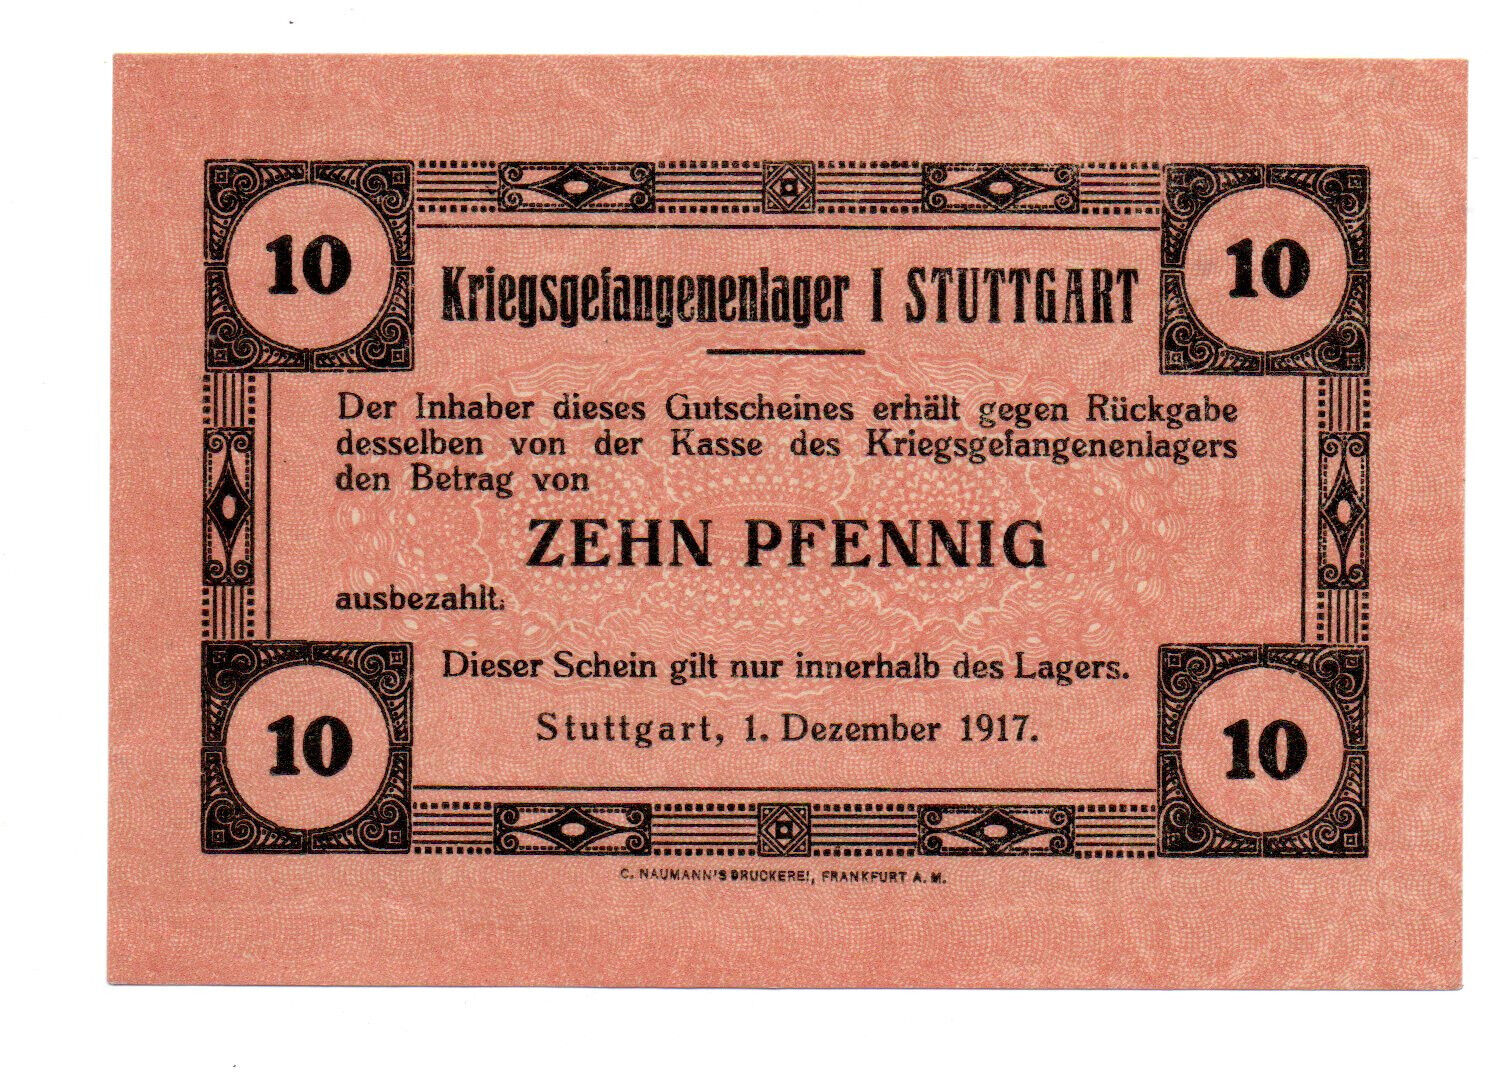 10 10
Kriegsgefangenenlager I STUTTGART
Der Inhaber dieses Gutscheines erhält gegen Rückgabe
desselben von der Kasse des Kriegsgefangenenlagers
den Betrag von
ZEHN PFENNIG
ausbezahlt.
Dieser Schein gilt nur innerhalb des Lagers.
Stuttgart, 1. Dezember 1917.
10 10
C. NAUMANN'S DRUCKEREI, FRANKFURT A. M.